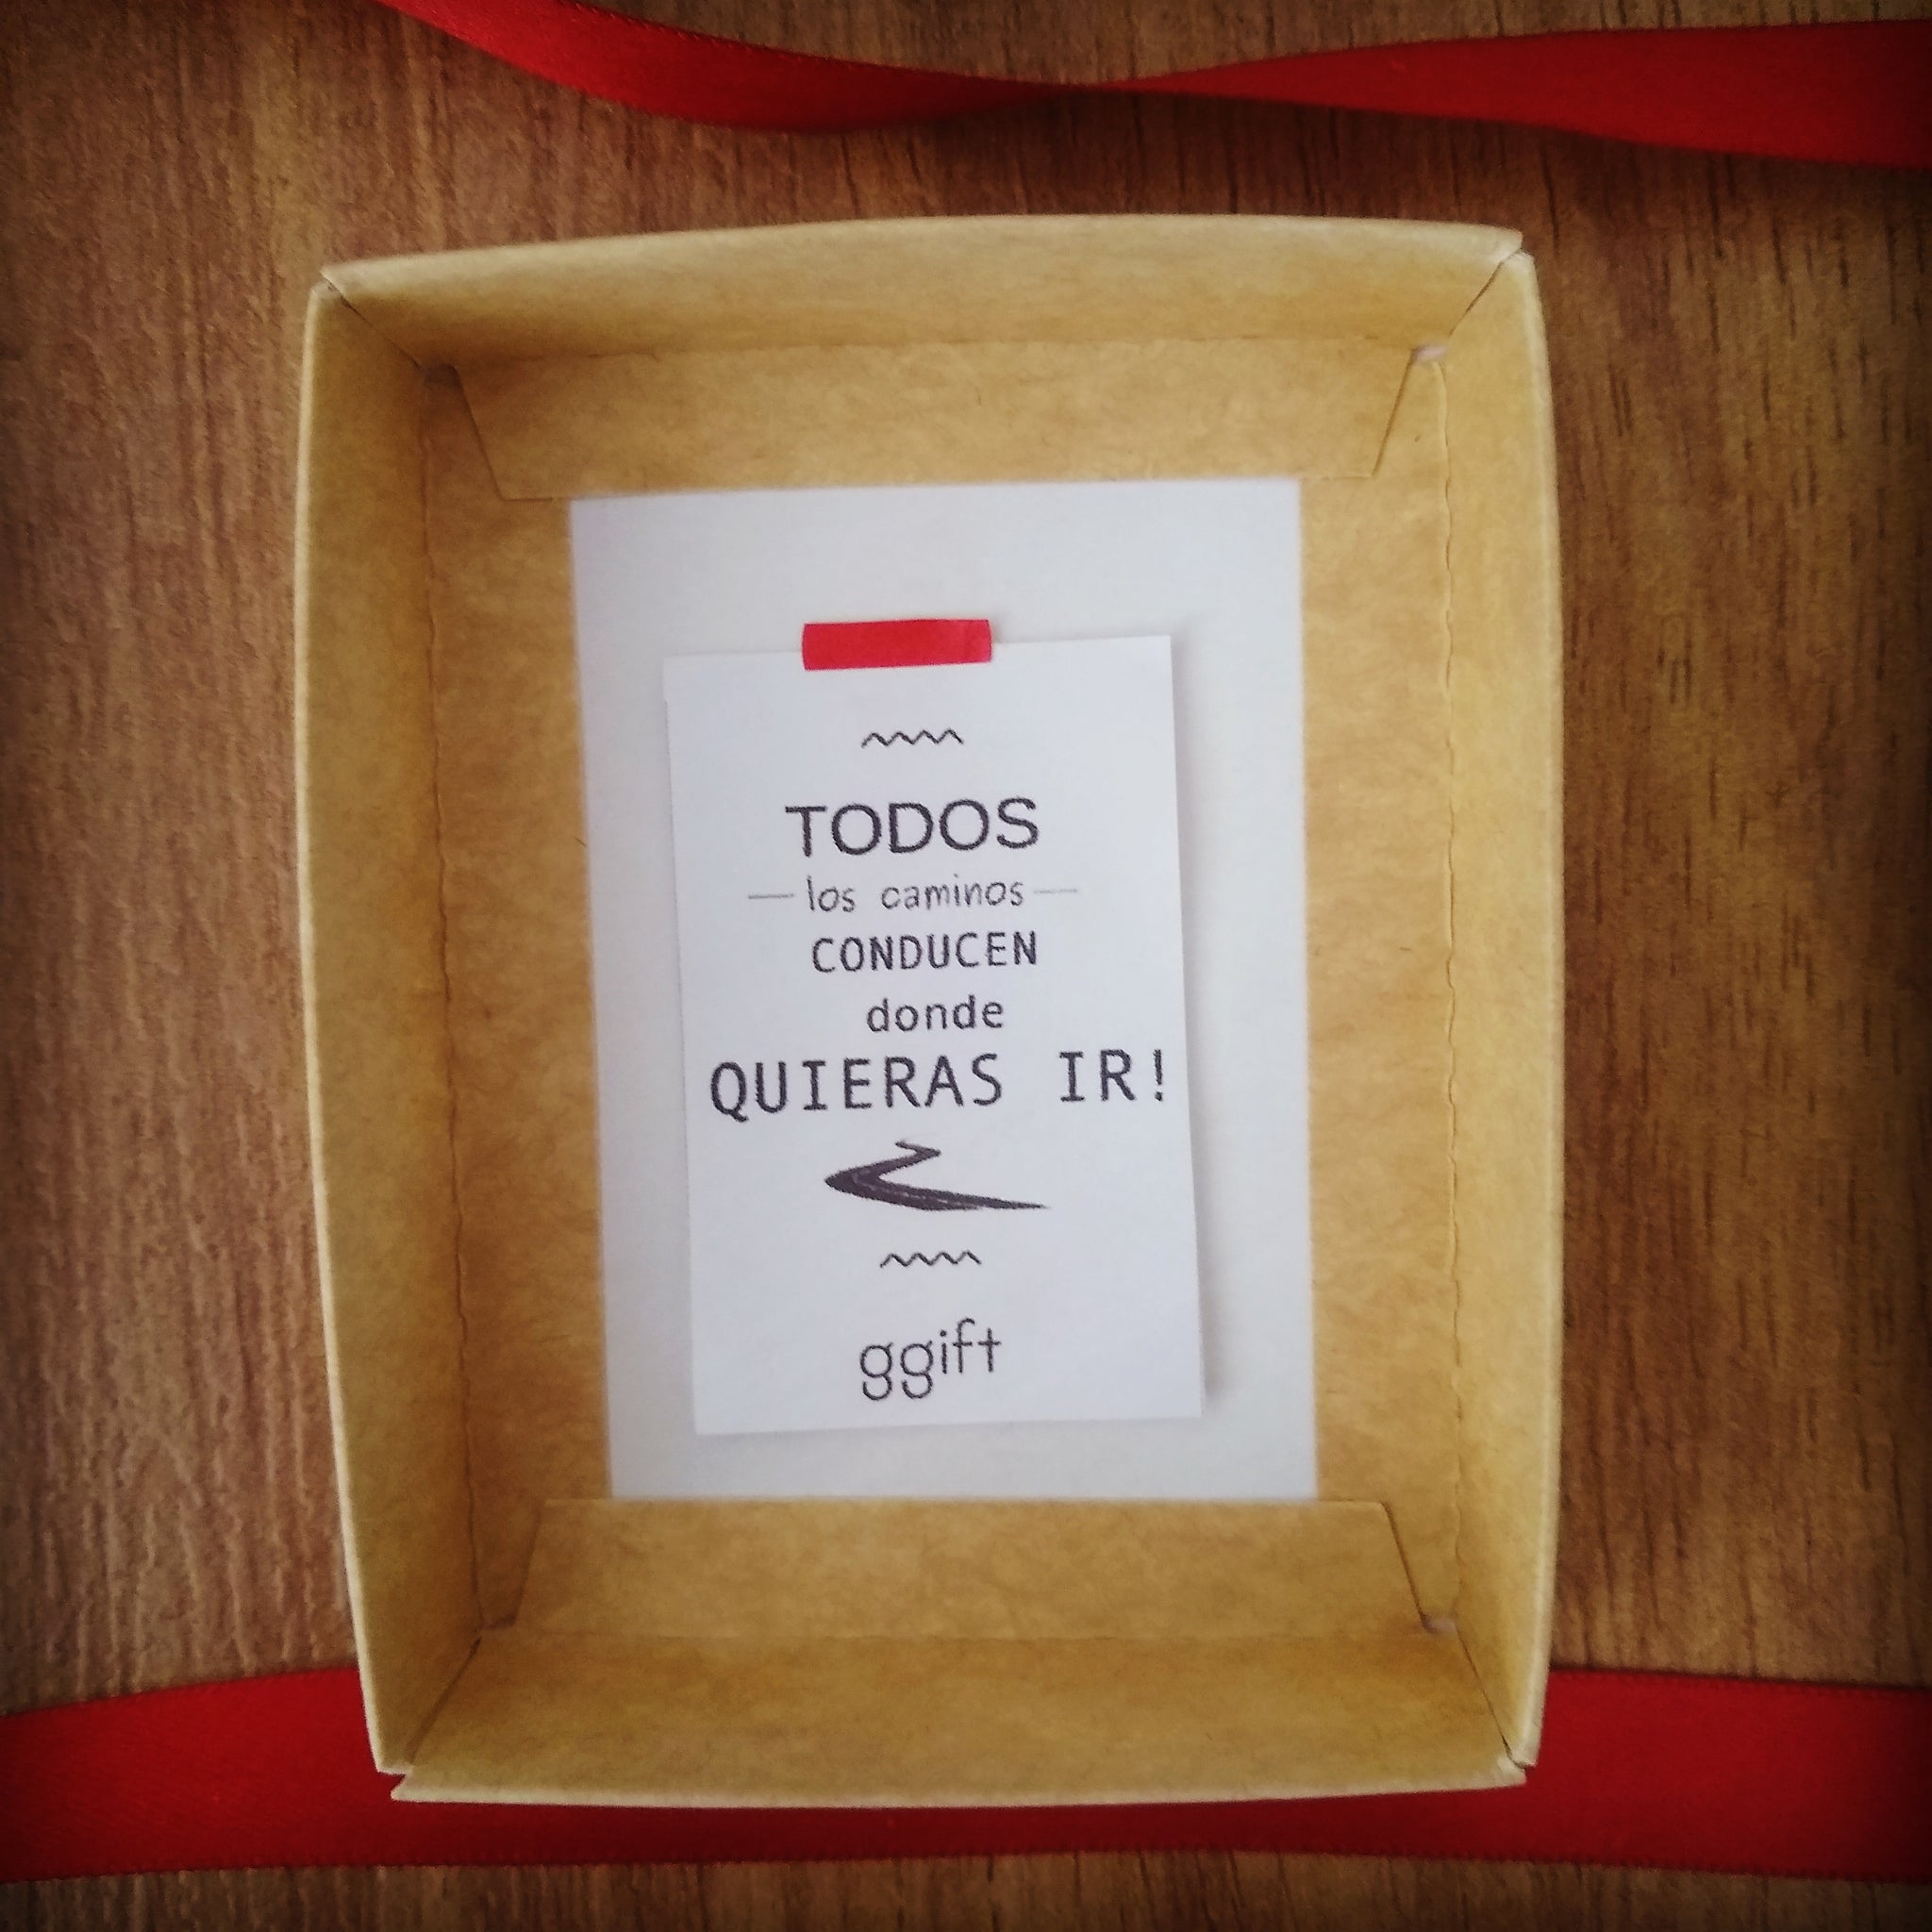 TODOS
los caminos
CONDUCEN
donde
QUIERAS IR!
ggift